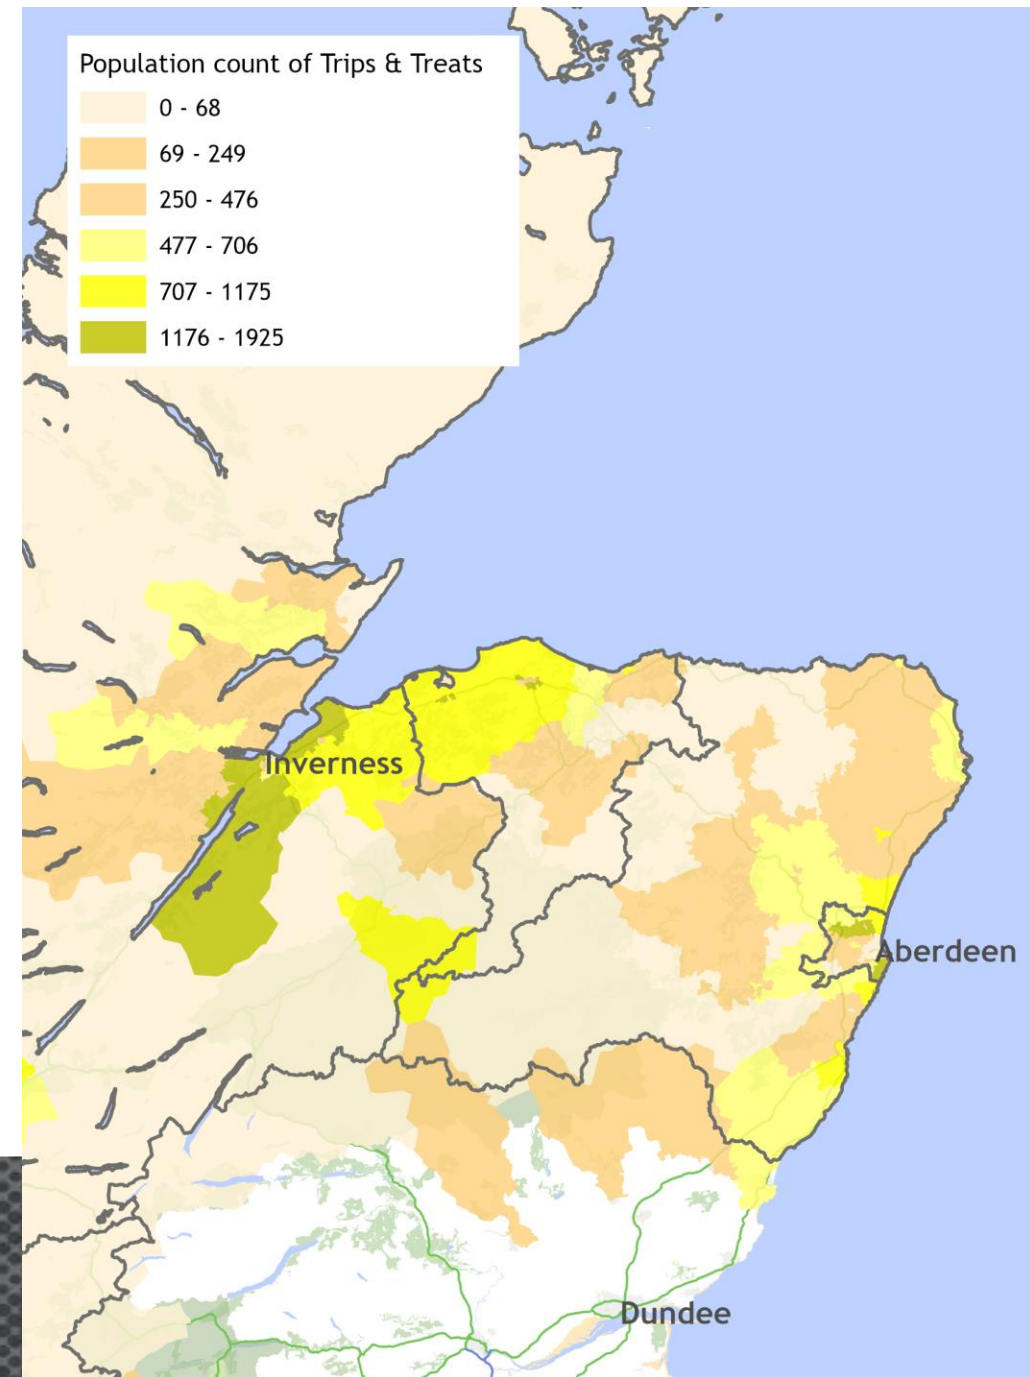 Population count of Trips & Treats
0 - 68
69 - 249
250 - 476
477 - 706
707 - 1175
1176 - 1925
Inverness
Aberdeen
Dundee